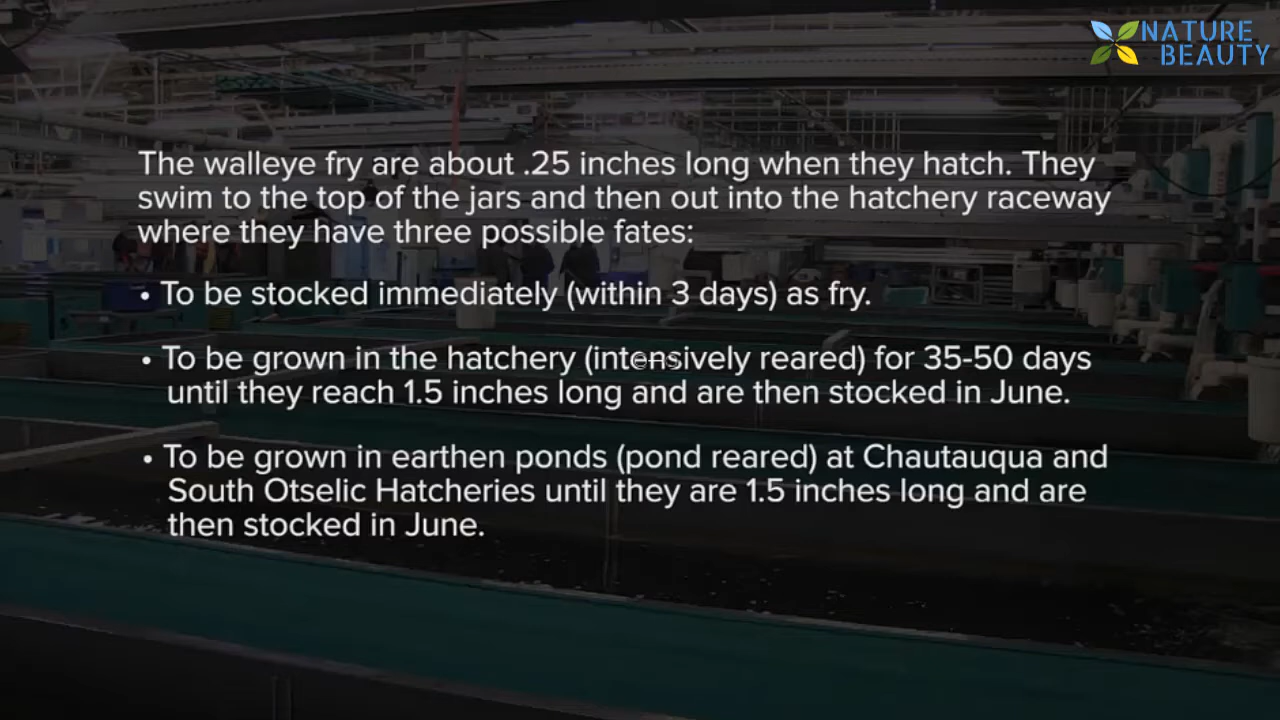 NATURE
BEAUTY
The walleye fry are about .25 inches long when they hatch. They
swim to the top of the jars and then out into the hatchery raceway
where they have three possible fates:
• To be stocked immediately (within 3 days) as fry.
• To be grown in the hatchery (intensively reared) for 35-50 days
until they reach 1.5 inches long and are then stocked in June.
• To be grown in earthen ponds (pond reared) at Chautauqua and
South Otselic Hatcheries until they are 1.5 inches long and are
then stocked in June.